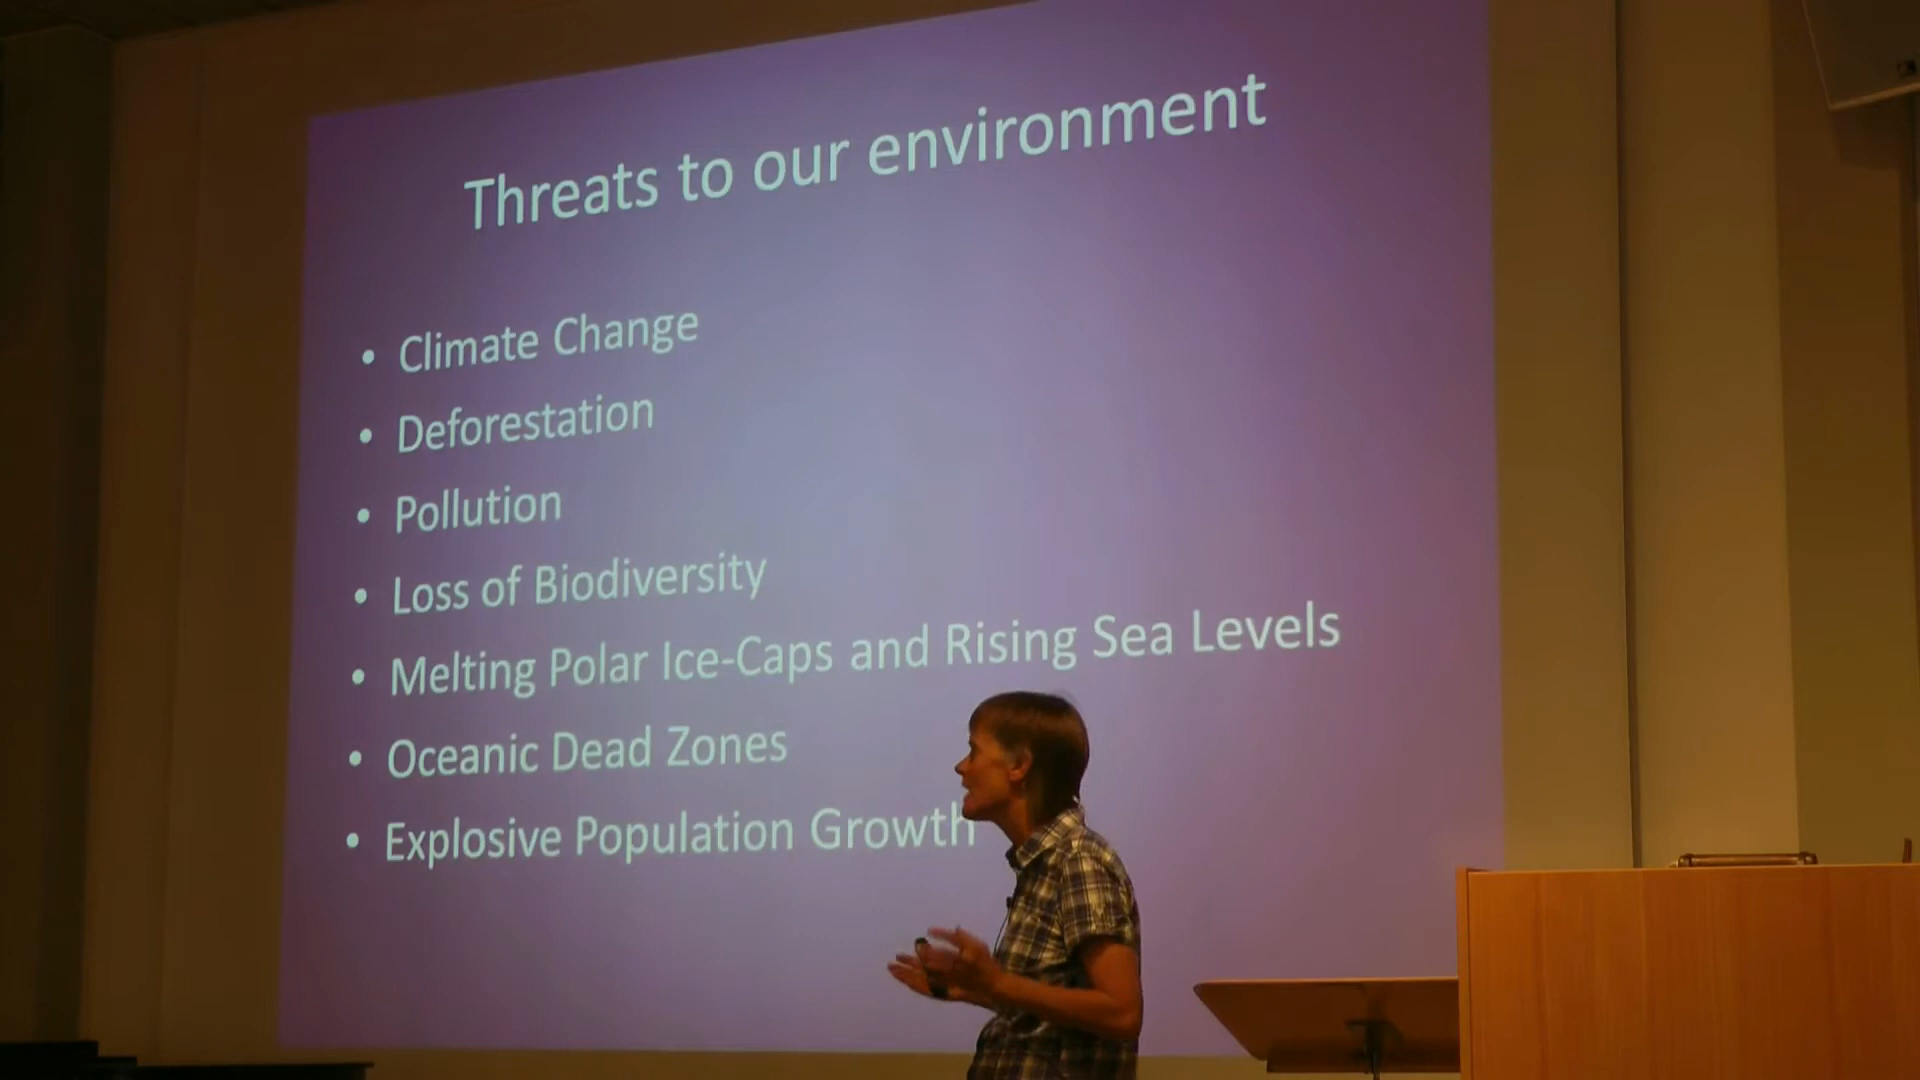 Threats to our environment
• Climate Change
• Deforestation
• Pollution
• Loss of Biodiversity
• Melting Polar Ice-Caps and Rising Sea Levels
• Oceanic Dead Zones
• Explosive Population Growth